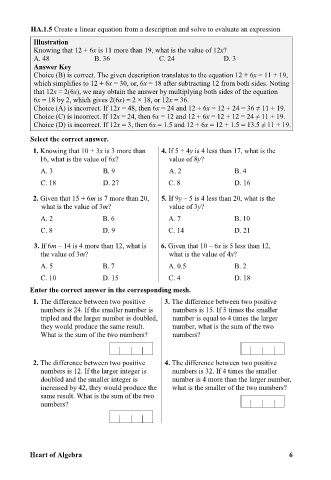 HA.1.5 Create a linear equation from a description and solve to evaluate an expression
Illustration
Knowing that 12 + 6x is 11 more than 19, what is the value of 12x?
A. 48 B. 36 C. 24 D. 3
Answer Key
Choice (B) is correct. The given description translates to the equation 12 + 6x = 11 + 19,
which simplifies to 12 + 6x = 30, or, 6x = 18 after subtracting 12 from both sides. Noting
that 12x = 2(6x), we may obtain the answer by multiplying both sides of the equation
6x = 18 by 2, which gives 2(6x) = 2 × 18, or 12x = 36.
Choice (A) is incorrect. If 12x = 48, then 6x = 24 and 12 + 6x = 12 + 24 = 36 ≠ 11 + 19.
Choice (C) is incorrect. If 12x = 24, then 6x = 12 and 12 + 6x = 12 + 12 = 24 ≠ 11 + 19.
Choice (D) is incorrect. If 12x = 3, then 6x = 1.5 and 12 + 6x = 12 + 1.5 = 13.5 ≠ 11 + 19.
Select the correct answer.
1. Knowing that 10 + 3x is 3 more than
16, what is the value of 6x?
A. 3 B. 9
C. 18 D. 27
2. Given that 15 + 6m is 7 more than 20,
what is the value of 3m?
A. 2 B. 6
C. 8 D. 9
3. If 6m – 14 is 4 more than 12, what is
the value of 3m?
A. 5 B. 7
C. 10 D. 15
4. If 5 + 4y is 4 less than 17, what is the
value of 8y?
A. 2 B. 4
C. 8 D. 16
5. If 9y – 5 is 4 less than 20, what is the
value of 3y?
A. 7 B. 10
C. 14 D. 21
6. Given that 10 – 6x is 5 less than 12,
what is the value of 4x?
A. 0.5 B. 2
C. 4 D. 18
Enter the correct answer in the corresponding mesh.
1. The difference between two positive
numbers is 24. If the smaller number is
tripled and the larger number is doubled,
they would produce the same result.
What is the sum of the two numbers?
2. The difference between two positive
numbers is 12. If the larger integer is
doubled and the smaller integer is
increased by 42, they would produce the
same result. What is the sum of the two
numbers?
3. The difference between two positive
numbers is 15. If 5 times the smaller
number is equal to 4 times the larger
number, what is the sum of the two
numbers?
4. The difference between two positive
numbers is 32. If 4 times the smaller
number is 4 more than the larger number,
what is the smaller of the two numbers?
Heart of Algebra 6